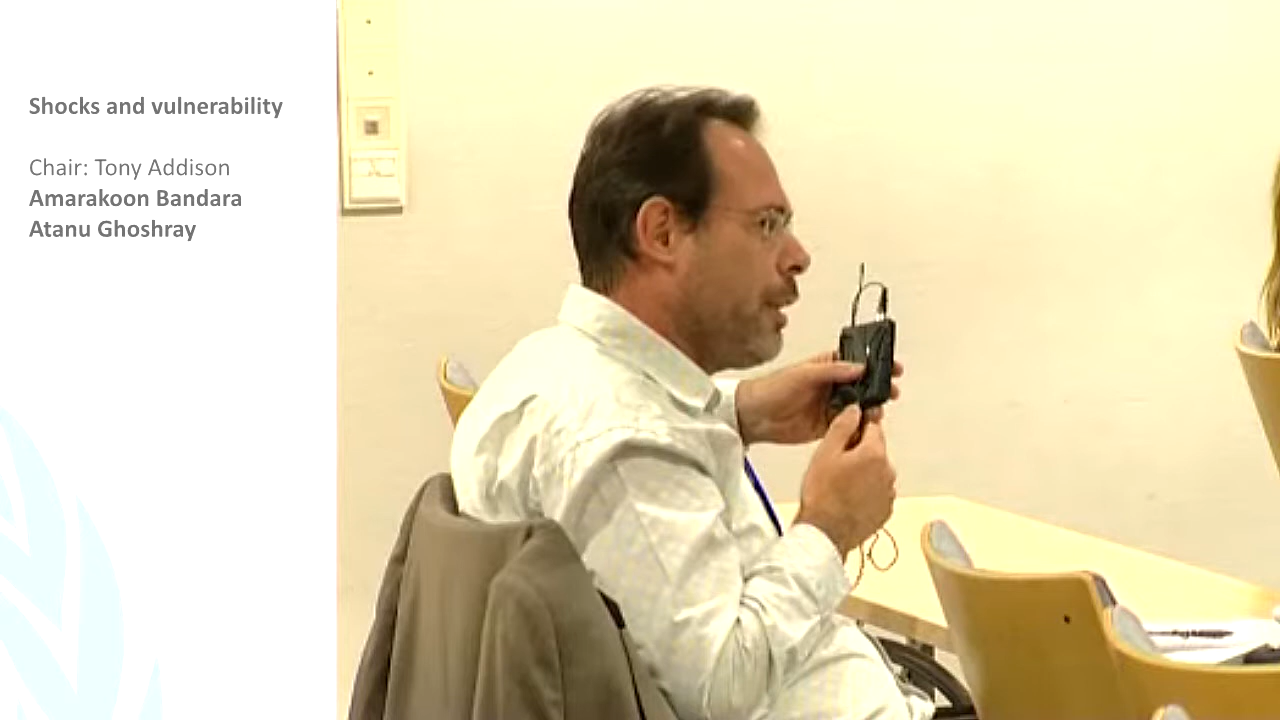 Shocks and vulnerability
Chair: Tony Addison
Amarakoon Bandara
Atanu Ghoshray